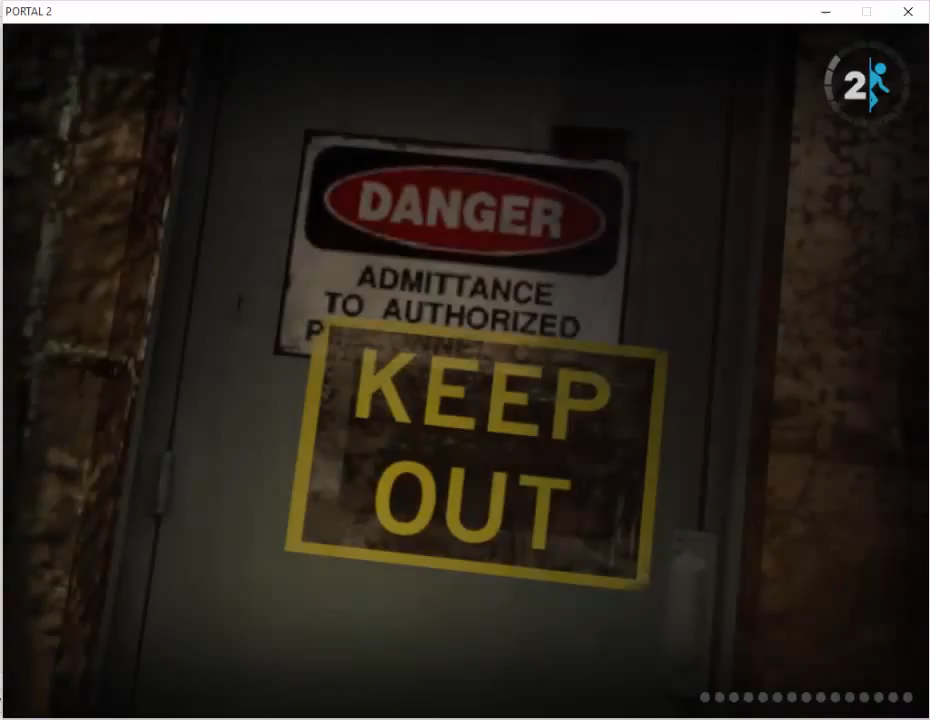 PORTAL 2
2
DANGER
ADMITTANCE
TO AUTHORIZED
KEEP
OUT